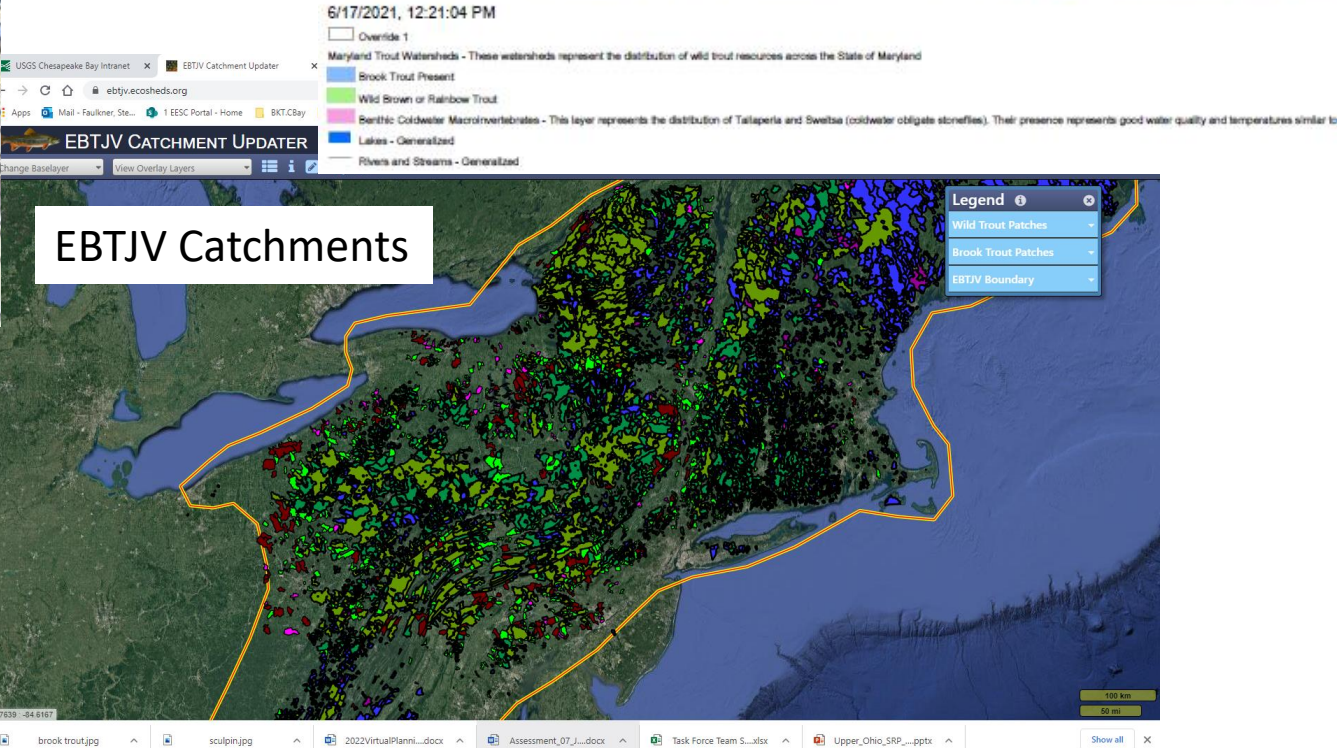 6/17/2021, 12:21:04 PM
Override 1
Maryland Trout Watersheds - These watersheds represent the distribution of wild trout resources across the State of Maryland
Brook Trout Present
Wild Brown or Rainbow Trout
Benthic Coldwater Macroinvertebrates - This layer represents the distribution of Tallaperla and Sweltsa (coldwater obligate stoneflies). Their presence represents good water quality and temperatures similar to
Lakes - Generalized
Rivers and Streams - Generalized
USGS Chesapeake Bay Intranet
EBTJV Catchment Updater
ebtjv.ecosheds.org
Apps
Mail - Faulkner, Ste...
1 EESC Portal - Home
BKT.CBay
EBTJV CATCHMENT UPDATER
Change Baselayer
View Overlay Layers
EBTJV Catchments
Legend
Wild Trout Patches
Brook Trout Patches
EBTJV Boundary
100 km
50 mi
7639 : -84.6167
brook trout.jpg
sculpin.jpg
2022VirtualPlanni....docx
Assessment_07_J....docx
Task Force Team S....xlsx
Upper_Ohio_SRP_....pptx
Show all